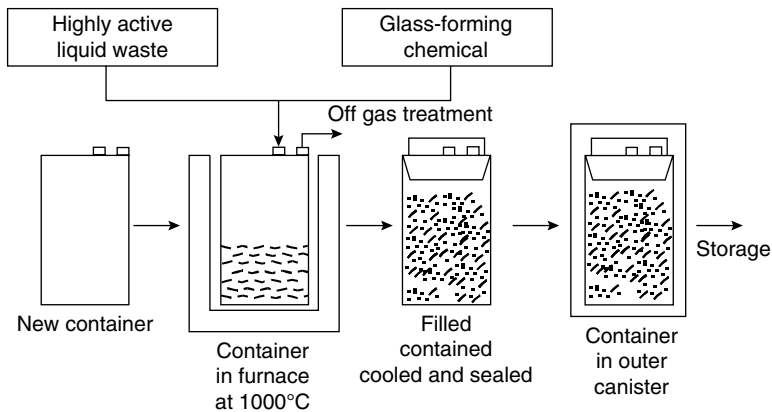 Highly active
liquid waste
Glass-forming
chemical
Off gas treatment
Storage
New container
Container
in furnace
at 1000°C
Filled
contained
cooled and sealed
Container
in outer
canister